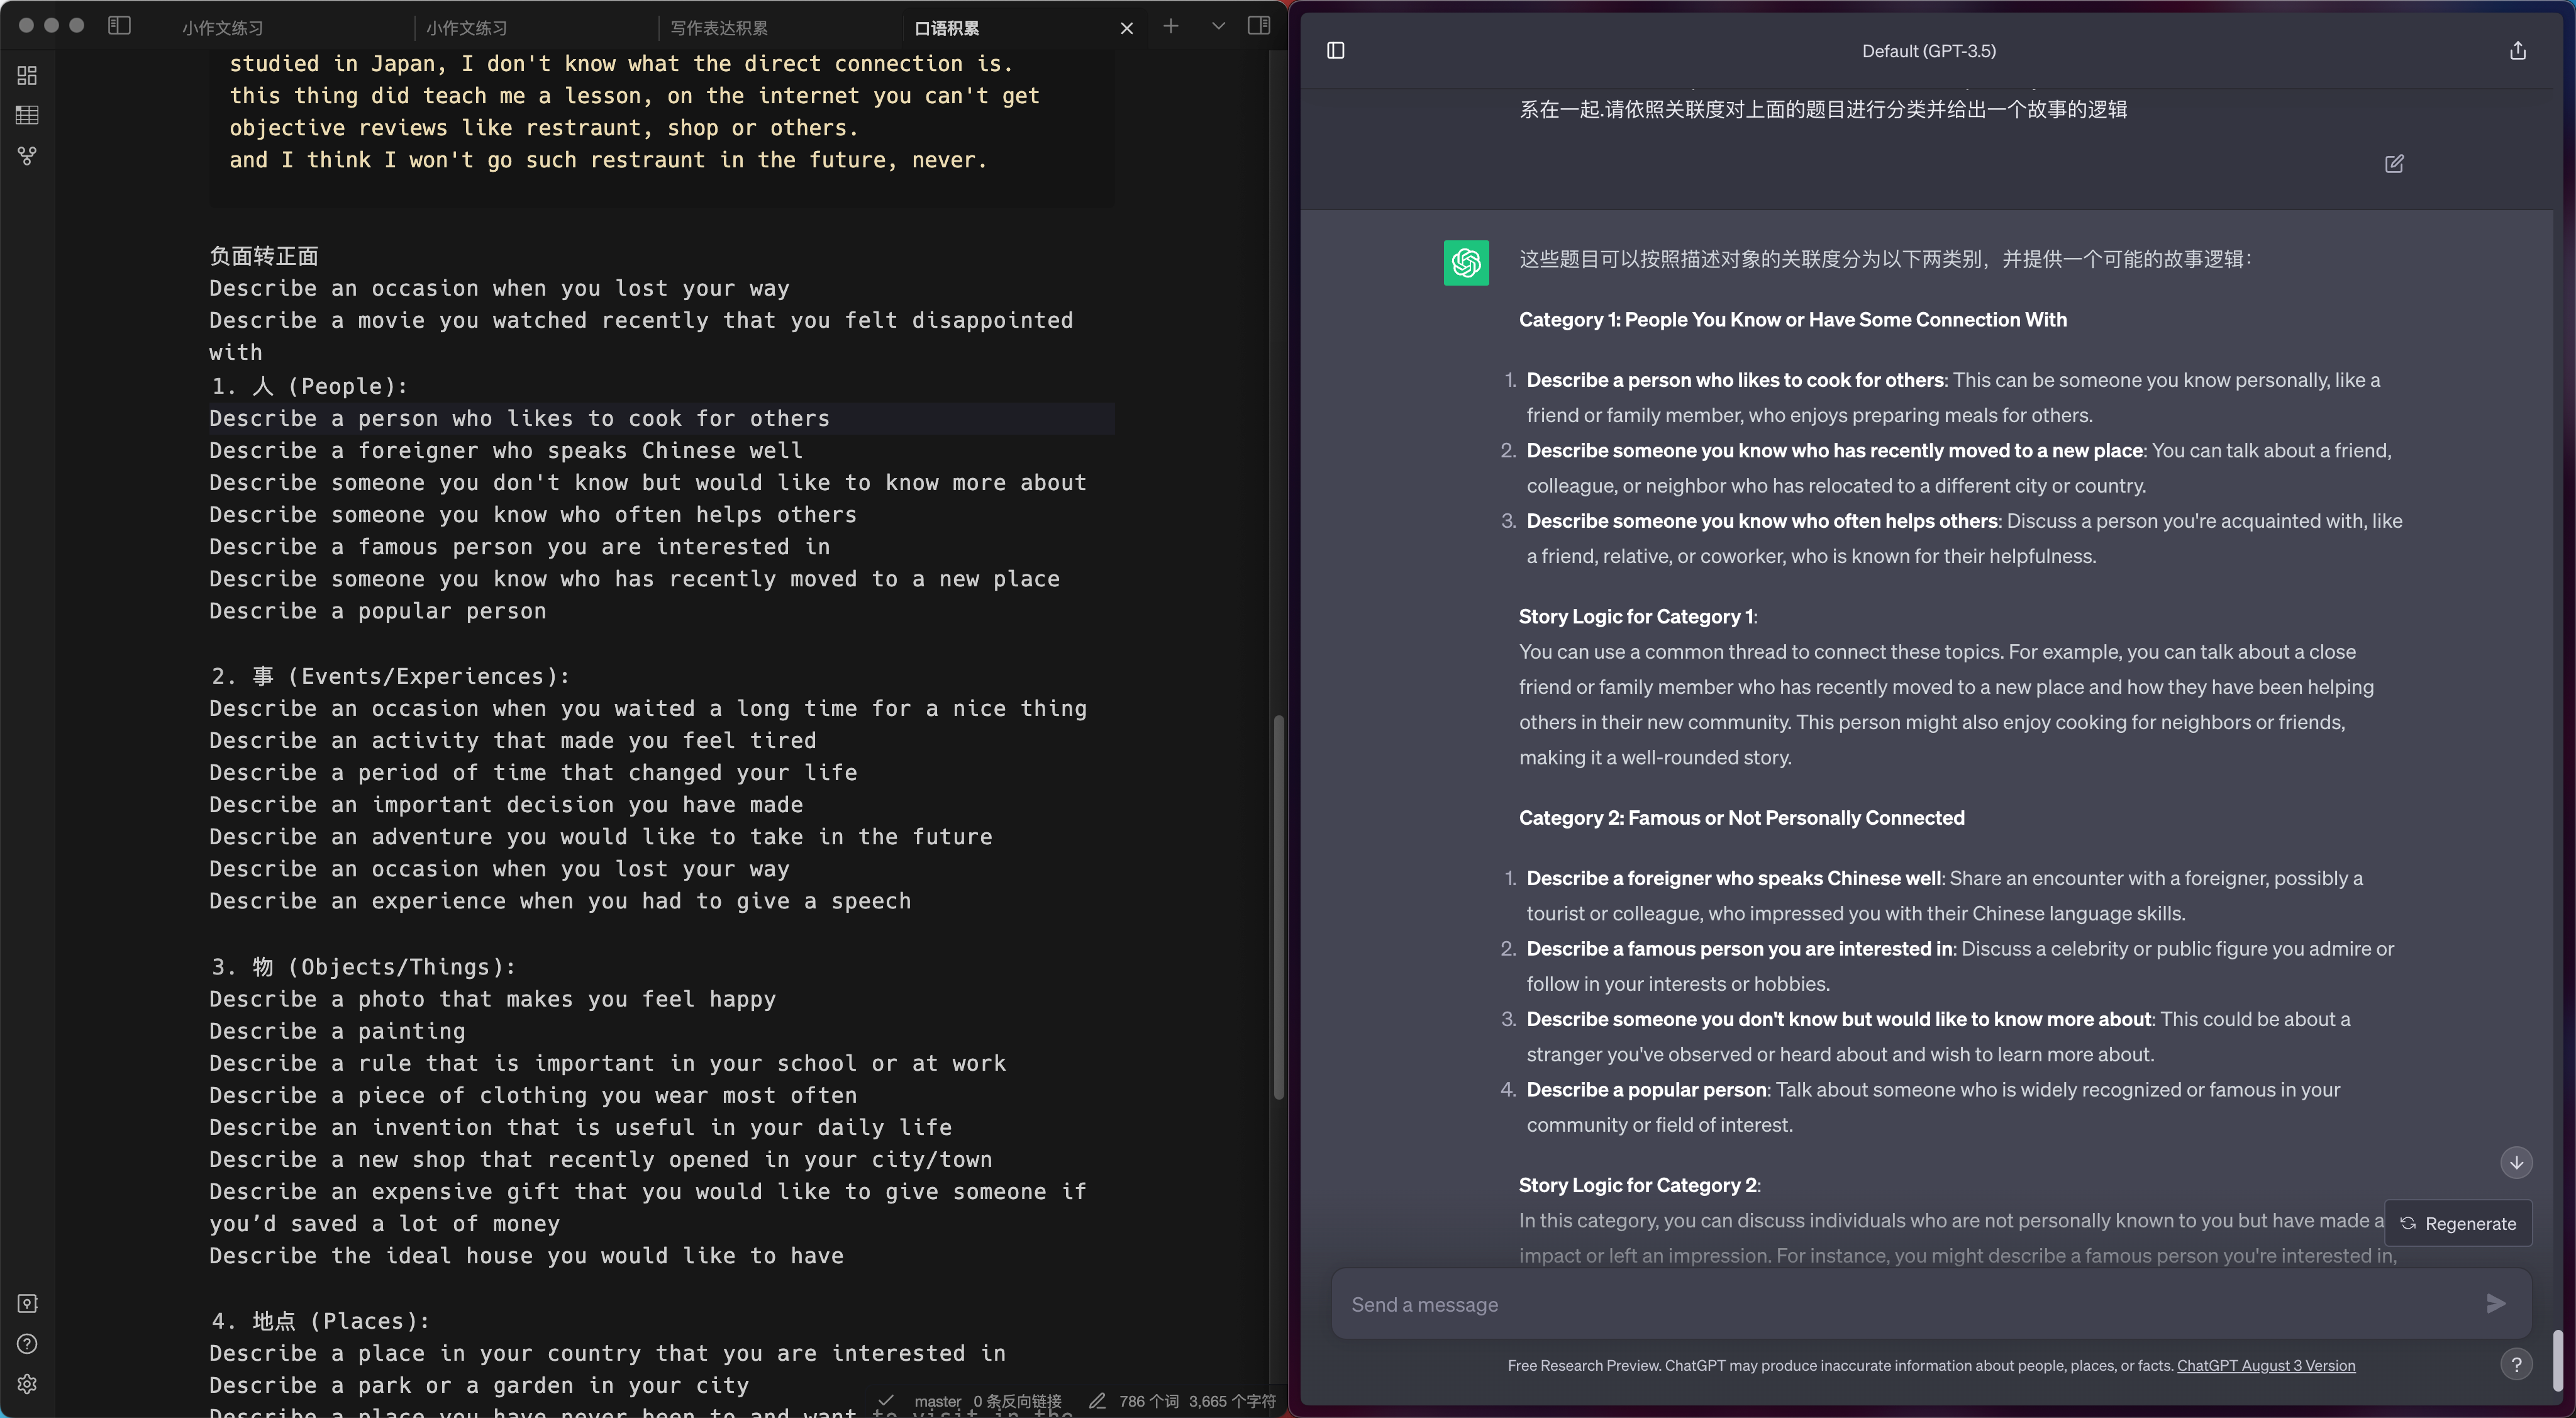 小作文练习
小作文练习
写作表达积累
口语积累
studied in Japan, I don't know what the direct connection is.
this thing did teach me a lesson, on the internet you can't get
objective reviews like restraunt, shop or others.
and I think I won't go such restraunt in the future, never.
负面转正面
Describe an occasion when you lost your way
Describe a movie you watched recently that you felt disappointed
with
1. 人 (People):
Describe a person who likes to cook for others
Describe a foreigner who speaks Chinese well
Describe someone you don't know but would like to know more about
Describe someone you know who often helps others
Describe a famous person you are interested in
Describe someone you know who has recently moved to a new place
Describe a popular person
2. 事 (Events/Experiences):
Describe an occasion when you waited a long time for a nice thing
Describe an activity that made you feel tired
Describe a period of time that changed your life
Describe an important decision you have made
Describe an adventure you would like to take in the future
Describe an occasion when you lost your way
Describe an experience when you had to give a speech
3. 物 (Objects/Things):
Describe a photo that makes you feel happy
Describe a painting
Describe a rule that is important in your school or at work
Describe a piece of clothing you wear most often
Describe an invention that is useful in your daily life
Describe a new shop that recently opened in your city/town
Describe an expensive gift that you would like to give someone if
you’d saved a lot of money
Describe the ideal house you would like to have
4. 地点 (Places):
Describe a place in your country that you are interested in
Describe a park or a garden in your city
Describe a place you have never been to and want to visit in the
master 0 条反向链接 786 个词 3,665 个字符
Default (GPT-3.5)
系在一起.请依照关联度对上面的题目进行分类并给出一个故事的逻辑
这些题目可以按照描述对象的关联度分为以下两类别，并提供一个可能的故事逻辑：
Category 1: People You Know or Have Some Connection With
1. Describe a person who likes to cook for others: This can be someone you know personally, like a
friend or family member, who enjoys preparing meals for others.
2. Describe someone you know who has recently moved to a new place: You can talk about a friend,
colleague, or neighbor who has relocated to a different city or country.
3. Describe someone you know who often helps others: Discuss a person you're acquainted with, like
a friend, relative, or coworker, who is known for their helpfulness.
Story Logic for Category 1:
You can use a common thread to connect these topics. For example, you can talk about a close
friend or family member who has recently moved to a new place and how they have been helping
others in their new community. This person might also enjoy cooking for neighbors or friends,
making it a well-rounded story.
Category 2: Famous or Not Personally Connected
1. Describe a foreigner who speaks Chinese well: Share an encounter with a foreigner, possibly a
tourist or colleague, who impressed you with their Chinese language skills.
2. Describe a famous person you are interested in: Discuss a celebrity or public figure you admire or
follow in your interests or hobbies.
3. Describe someone you don't know but would like to know more about: This could be about a
stranger you've observed or heard about and wish to learn more about.
4. Describe a popular person: Talk about someone who is widely recognized or famous in your
community or field of interest.
Story Logic for Category 2:
In this category, you can discuss individuals who are not personally known to you but have made a
Regenerate
impact or left an impression. For instance, you might describe a famous person you're interested in,
Send a message
Free Research Preview. ChatGPT may produce inaccurate information about people, places, or facts. ChatGPT August 3 Version
?